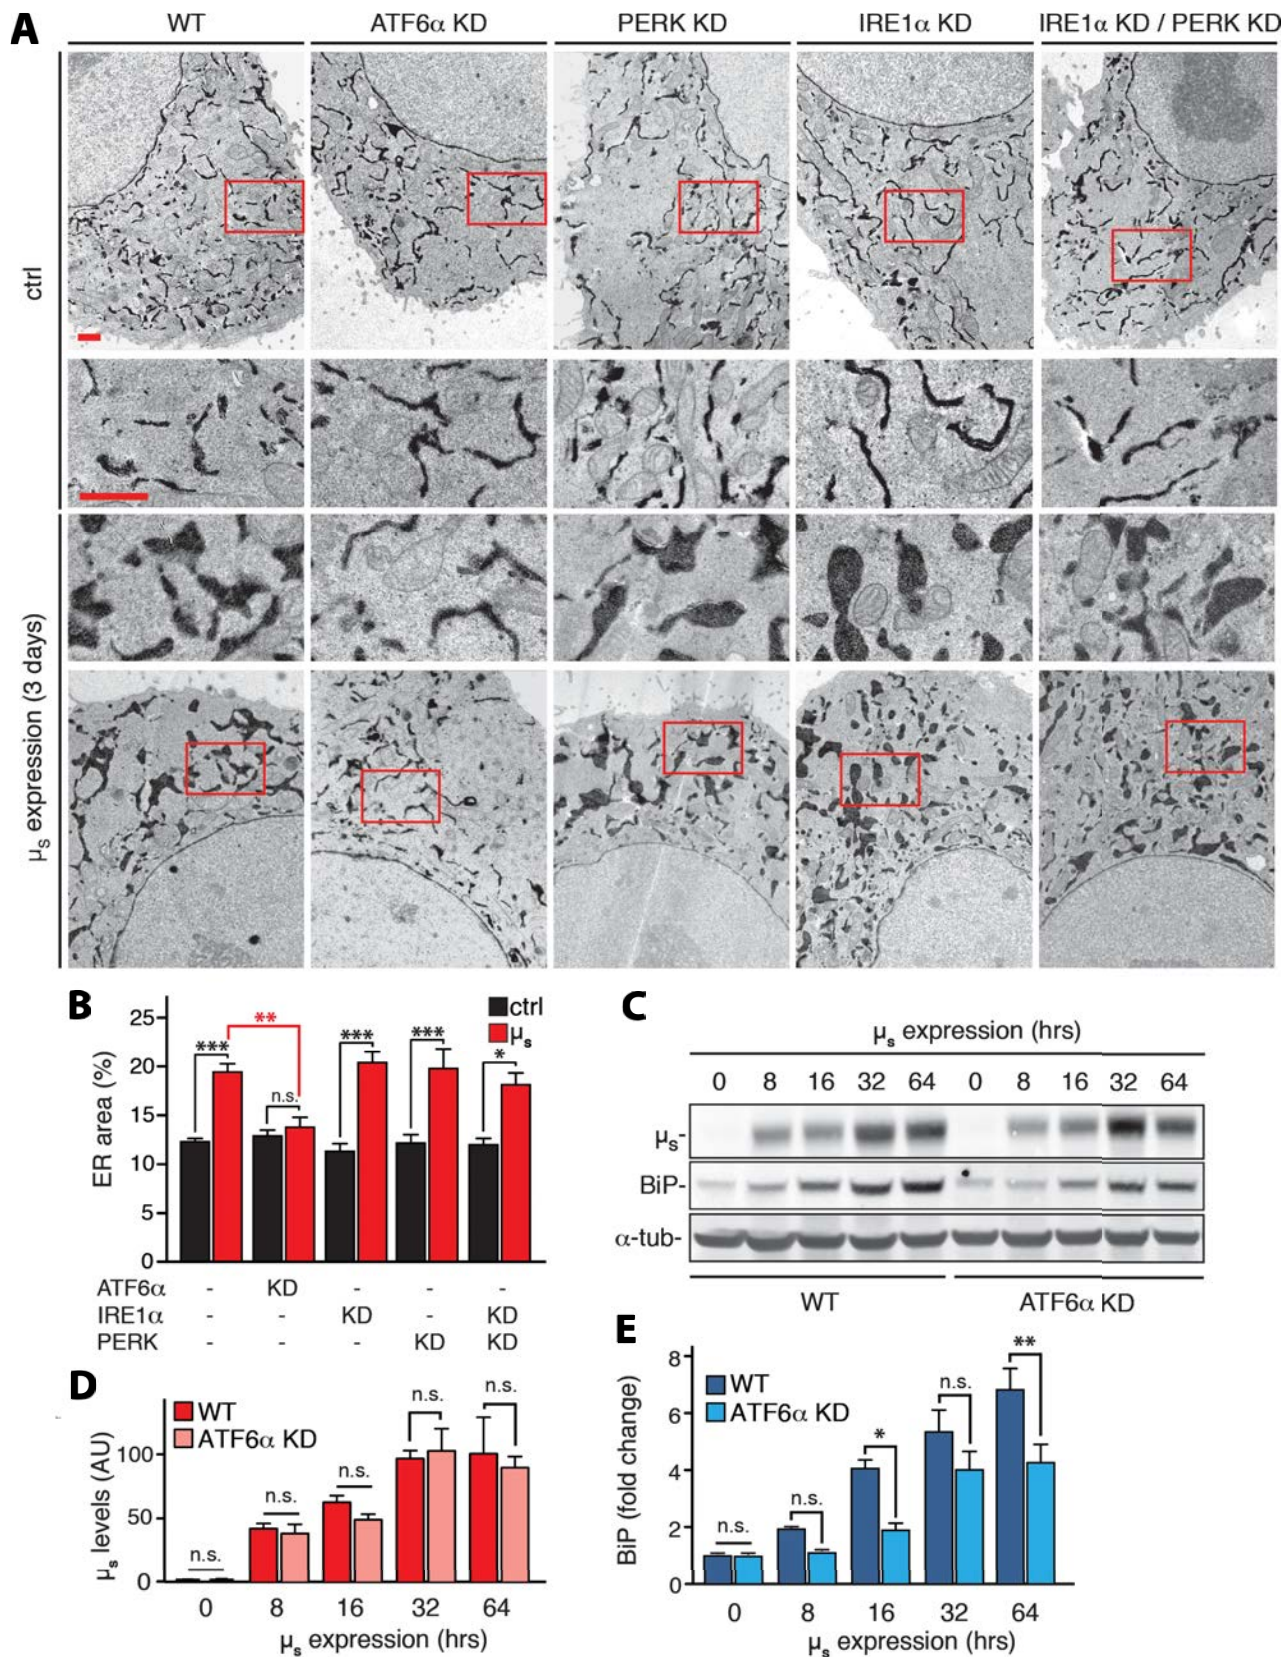 A
WT
ATF6α KD
PERK KD
IRE1α KD
IRE1α KD / PERK KD
ctrl
μs expression (3 days)
B
ER area (%)
25
20
15
10
5
0
ctrl
μs
***
**
n.s.
***
***
*
ATF6α - KD - - -
IRE1α - - KD - KD
PERK - - - KD KD
C
μs expression (hrs)
0 8 16 32 64 0 8 16 32 64
μs-
BiP-
α-tub-
WT
ATF6α KD
D
μs levels (AU)
100
50
0
WT
ATF6α KD
n.s.
n.s.
n.s.
n.s.
n.s.
0 8 16 32 64
μs expression (hrs)
E
BiP (fold change)
8
6
4
2
0
WT
ATF6α KD
n.s.
n.s.
*
n.s.
**
0 8 16 32 64
μs expression (hrs)